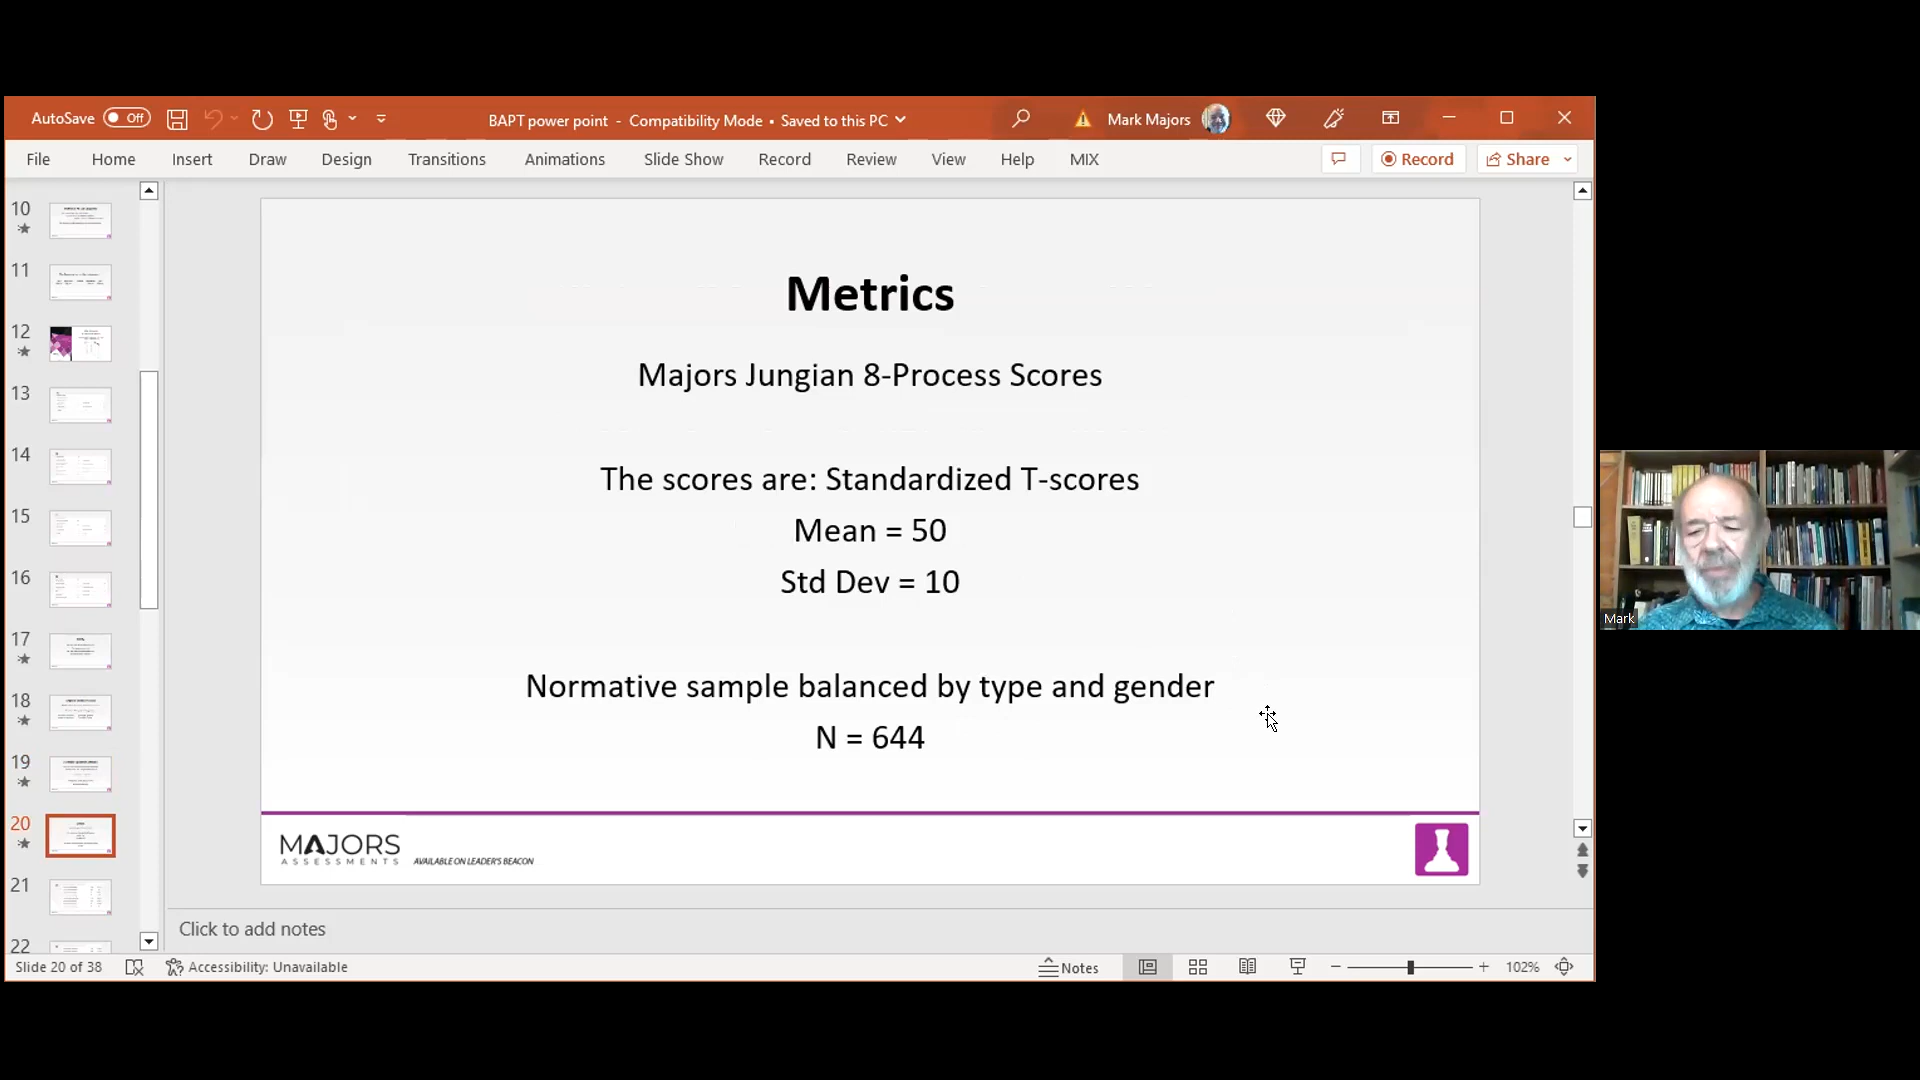 AutoSave Off
BAPT power point - Compatibility Mode • Saved to this PC
Mark Majors
File Home Insert Draw Design Transitions Animations Slide Show Record Review View Help MIX
Record Share
10
11
12
13
14
15
16
17
18
19
20
21
22
Metrics
Majors Jungian 8-Process Scores
The scores are: Standardized T-scores
Mean = 50
Std Dev = 10
Normative sample balanced by type and gender
N = 644
MAJORS
ASSESSMENTS AVAILABLE ON LEADER'S BEACON
Mark
Click to add notes
Slide 20 of 38 Accessibility: Unavailable Notes 102%